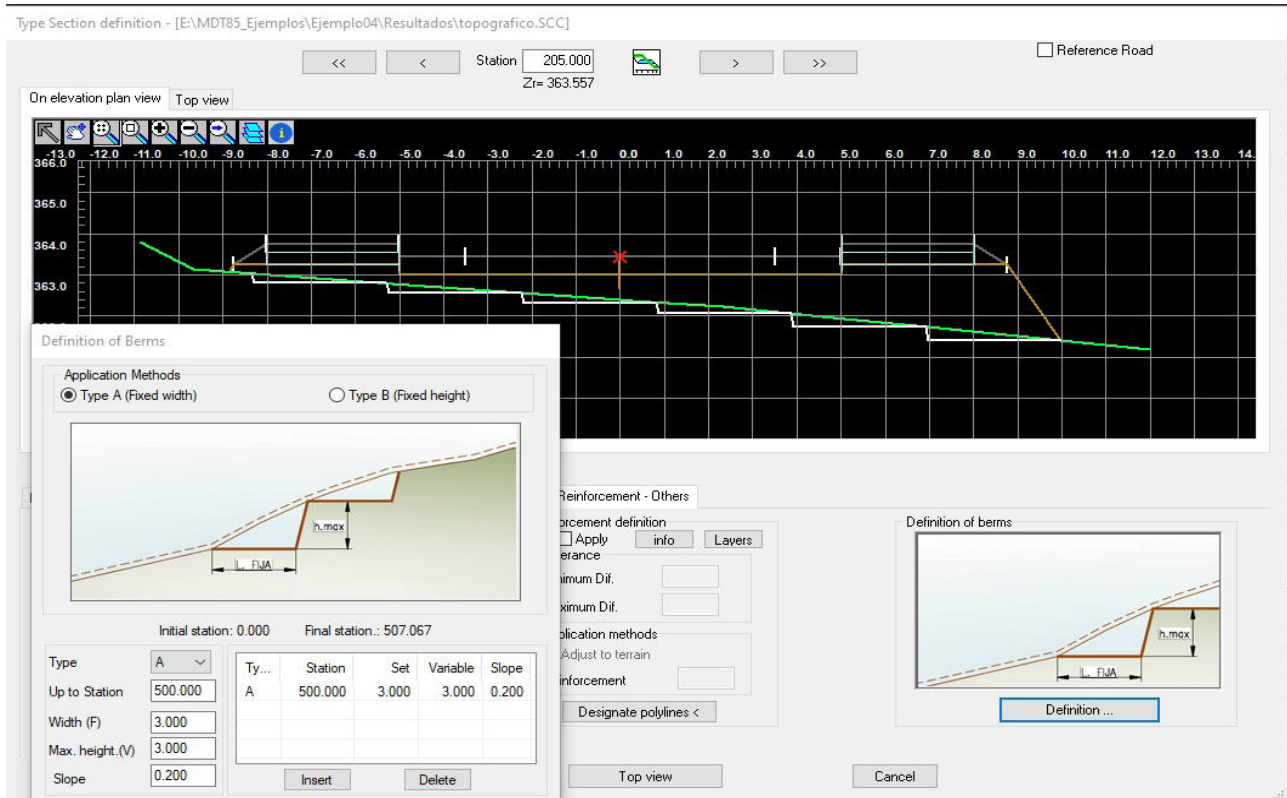 Type Section definition - [E:\MDT85_Ejemplos\Ejemplo04\Resultados\topografico.SCC]
<< < Station 205.000 > >> Reference Road
Zr= 363.557
On elevation plan view Top view
-13.0 -12.0 -11.0 -10.0 -9.0 -8.0 -7.0 -6.0 -5.0 -4.0 -3.0 -2.0 -1.0 0.0 1.0 2.0 3.0 4.0 5.0 6.0 7.0 8.0 9.0 10.0 11.0 12.0 13.0 14.
366.0
365.0
364.0
363.0
Definition of Berms
Application Methods
Type A (Fixed width) Type B (Fixed height)
h.max
L. FIJA
Initial station: 0.000 Final station.: 507.067
Type A
Up to Station 500.000
Width (F) 3.000
Max. height.(V) 3.000
Slope 0.200
Ty... Station Set Variable Slope
A 500.000 3.000 3.000 0.200
Insert Delete
Reinforcement - Others
orcement definition
Apply info Layers
erance
nimum Dif.
ximum Dif.
plication methods
Adjust to terrain
inforcement
Designate polylines <
Definition of berms
h.max
L. FIJA
Definition ...
Top view Cancel